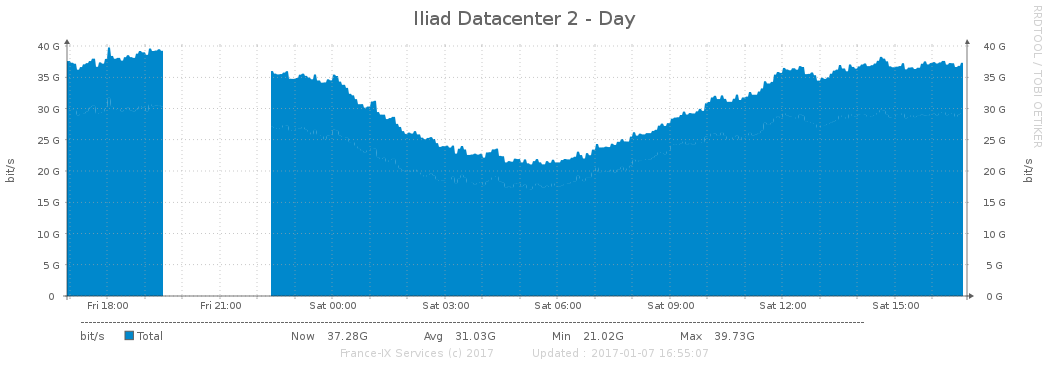 Iliad Datacenter 2 - Day
RRDTOOL / TOBI OETIKER
40 G 40 G
35 G 35 G
30 G 30 G
25 G 25 G
20 G 20 G
15 G 15 G
10 G 10 G
5 G 5 G
0 0 G
bit/s bit/s
Fri 18:00 Fri 21:00 Sat 00:00 Sat 03:00 Sat 06:00 Sat 09:00 Sat 12:00 Sat 15:00
bit/s Total Now 37.28G Avg 31.03G Min 21.02G Max 39.73G
France-IX Services (c) 2017 Updated : 2017-01-07 16:55:07